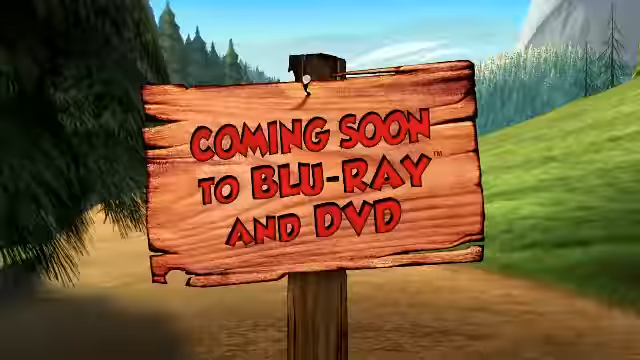 COMING SOON
TO BLU-RAY™
AND DVD